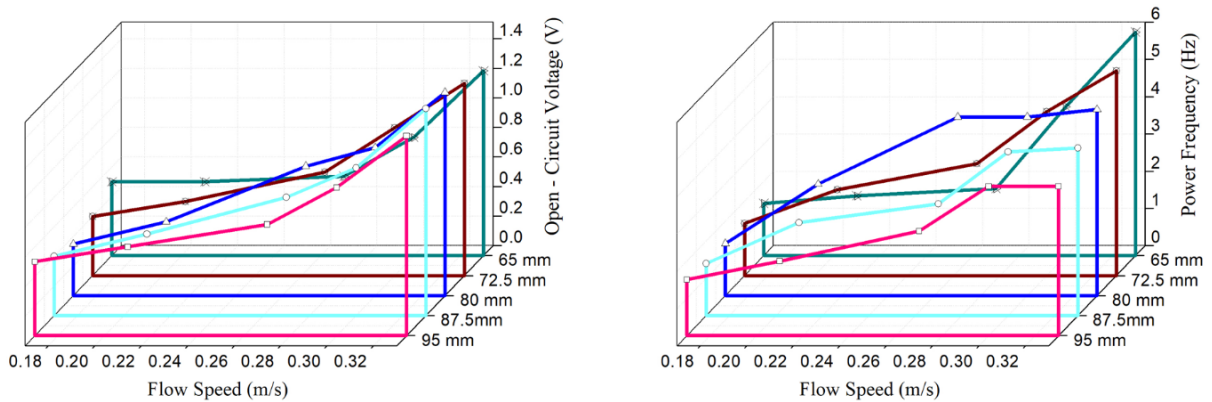 1.4
1.2
1.0
0.8
0.6
0.4
0.2
0.0
Open - Circuit Voltage (V)
65 mm
72.5 mm
80 mm
87.5mm
95 mm
0.18 0.20 0.22 0.24 0.26 0.28 0.30 0.32
Flow Speed (m/s)
6
5
4
3
2
1
0
Power Frequency (Hz)
65 mm
72.5 mm
80 mm
87.5mm
95 mm
0.18 0.20 0.22 0.24 0.26 0.28 0.30 0.32
Flow Speed (m/s)